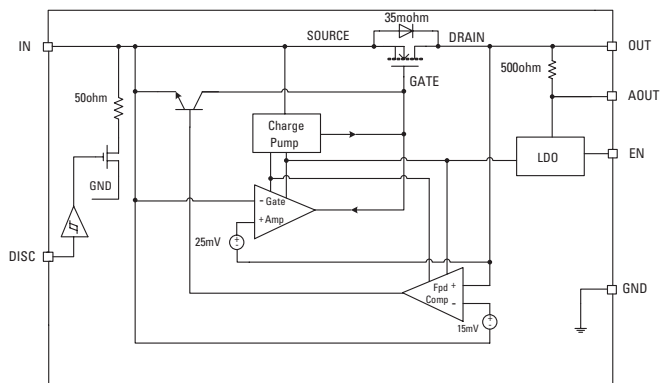 35mohm
IN
SOURCE
DRAIN
OUT
50ohm
GATE
500ohm
AOUT
Charge
Pump
GND
LDO
EN
- Gate
+ Amp
25mV
+
-
DISC
Fpd +
Comp -
GND
15mV
+
-